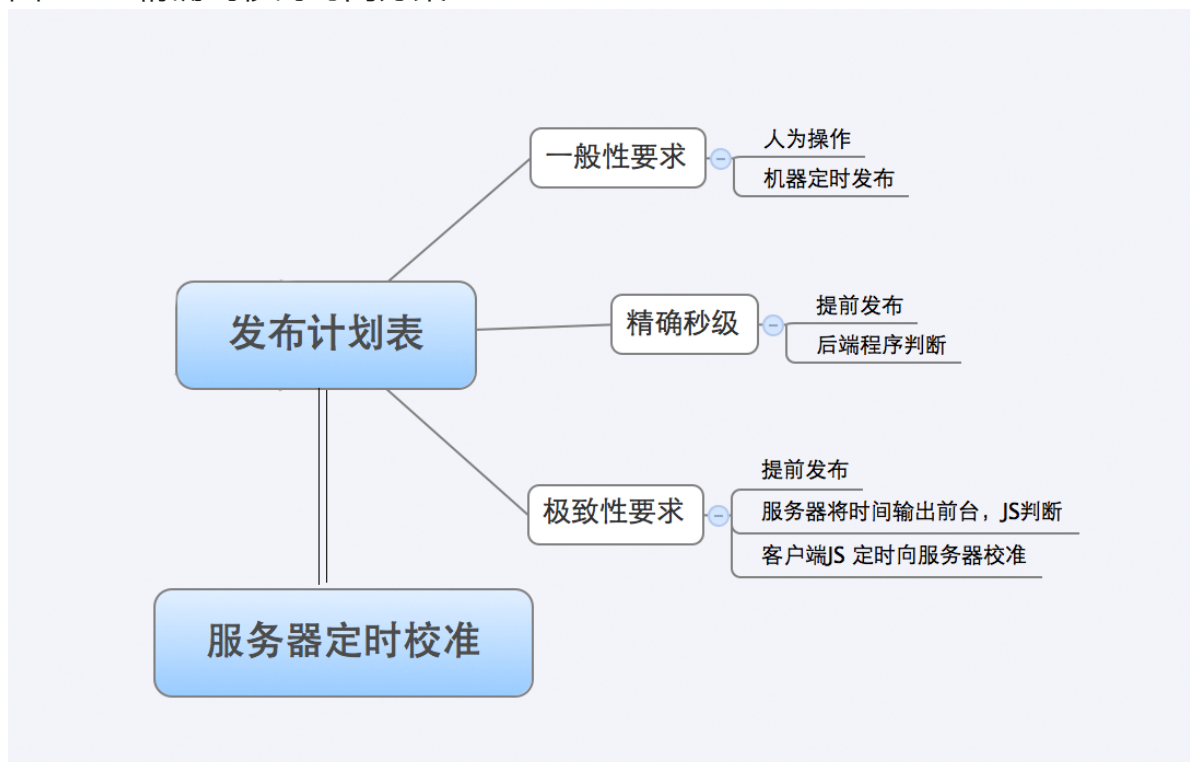 一般性要求
人为操作
机器定时发布
发布计划表
精确秒级
提前发布
后端程序判断
极致性要求
提前发布
服务器将时间输出前台，JS判断
客户端JS 定时向服务器校准
服务器定时校准